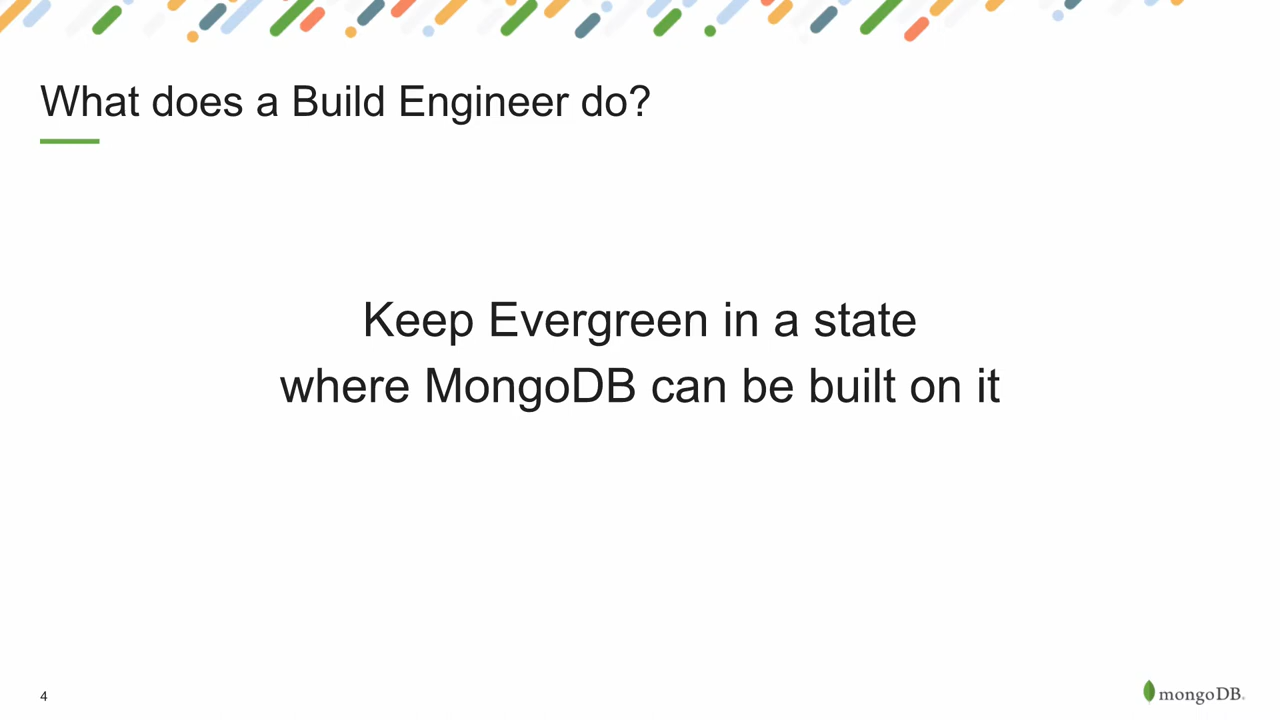 What does a Build Engineer do?
Keep Evergreen in a state
where MongoDB can be built on it
4
mongoDB.